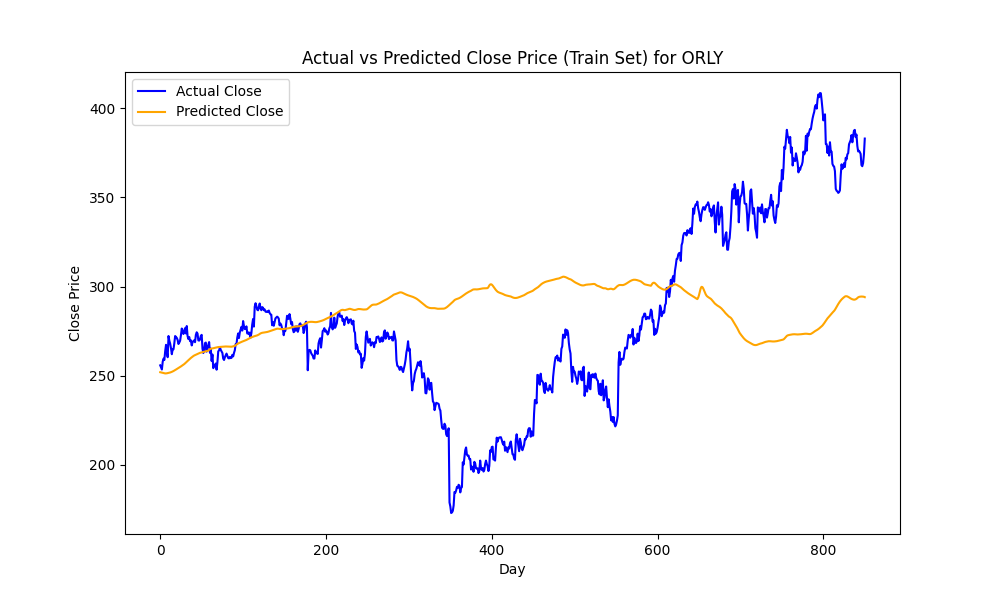 Actual vs Predicted Close Price (Train Set) for ORLY
Actual Close
Predicted Close
400
350
300
250
200
Close Price
0 200 400 600 800
Day